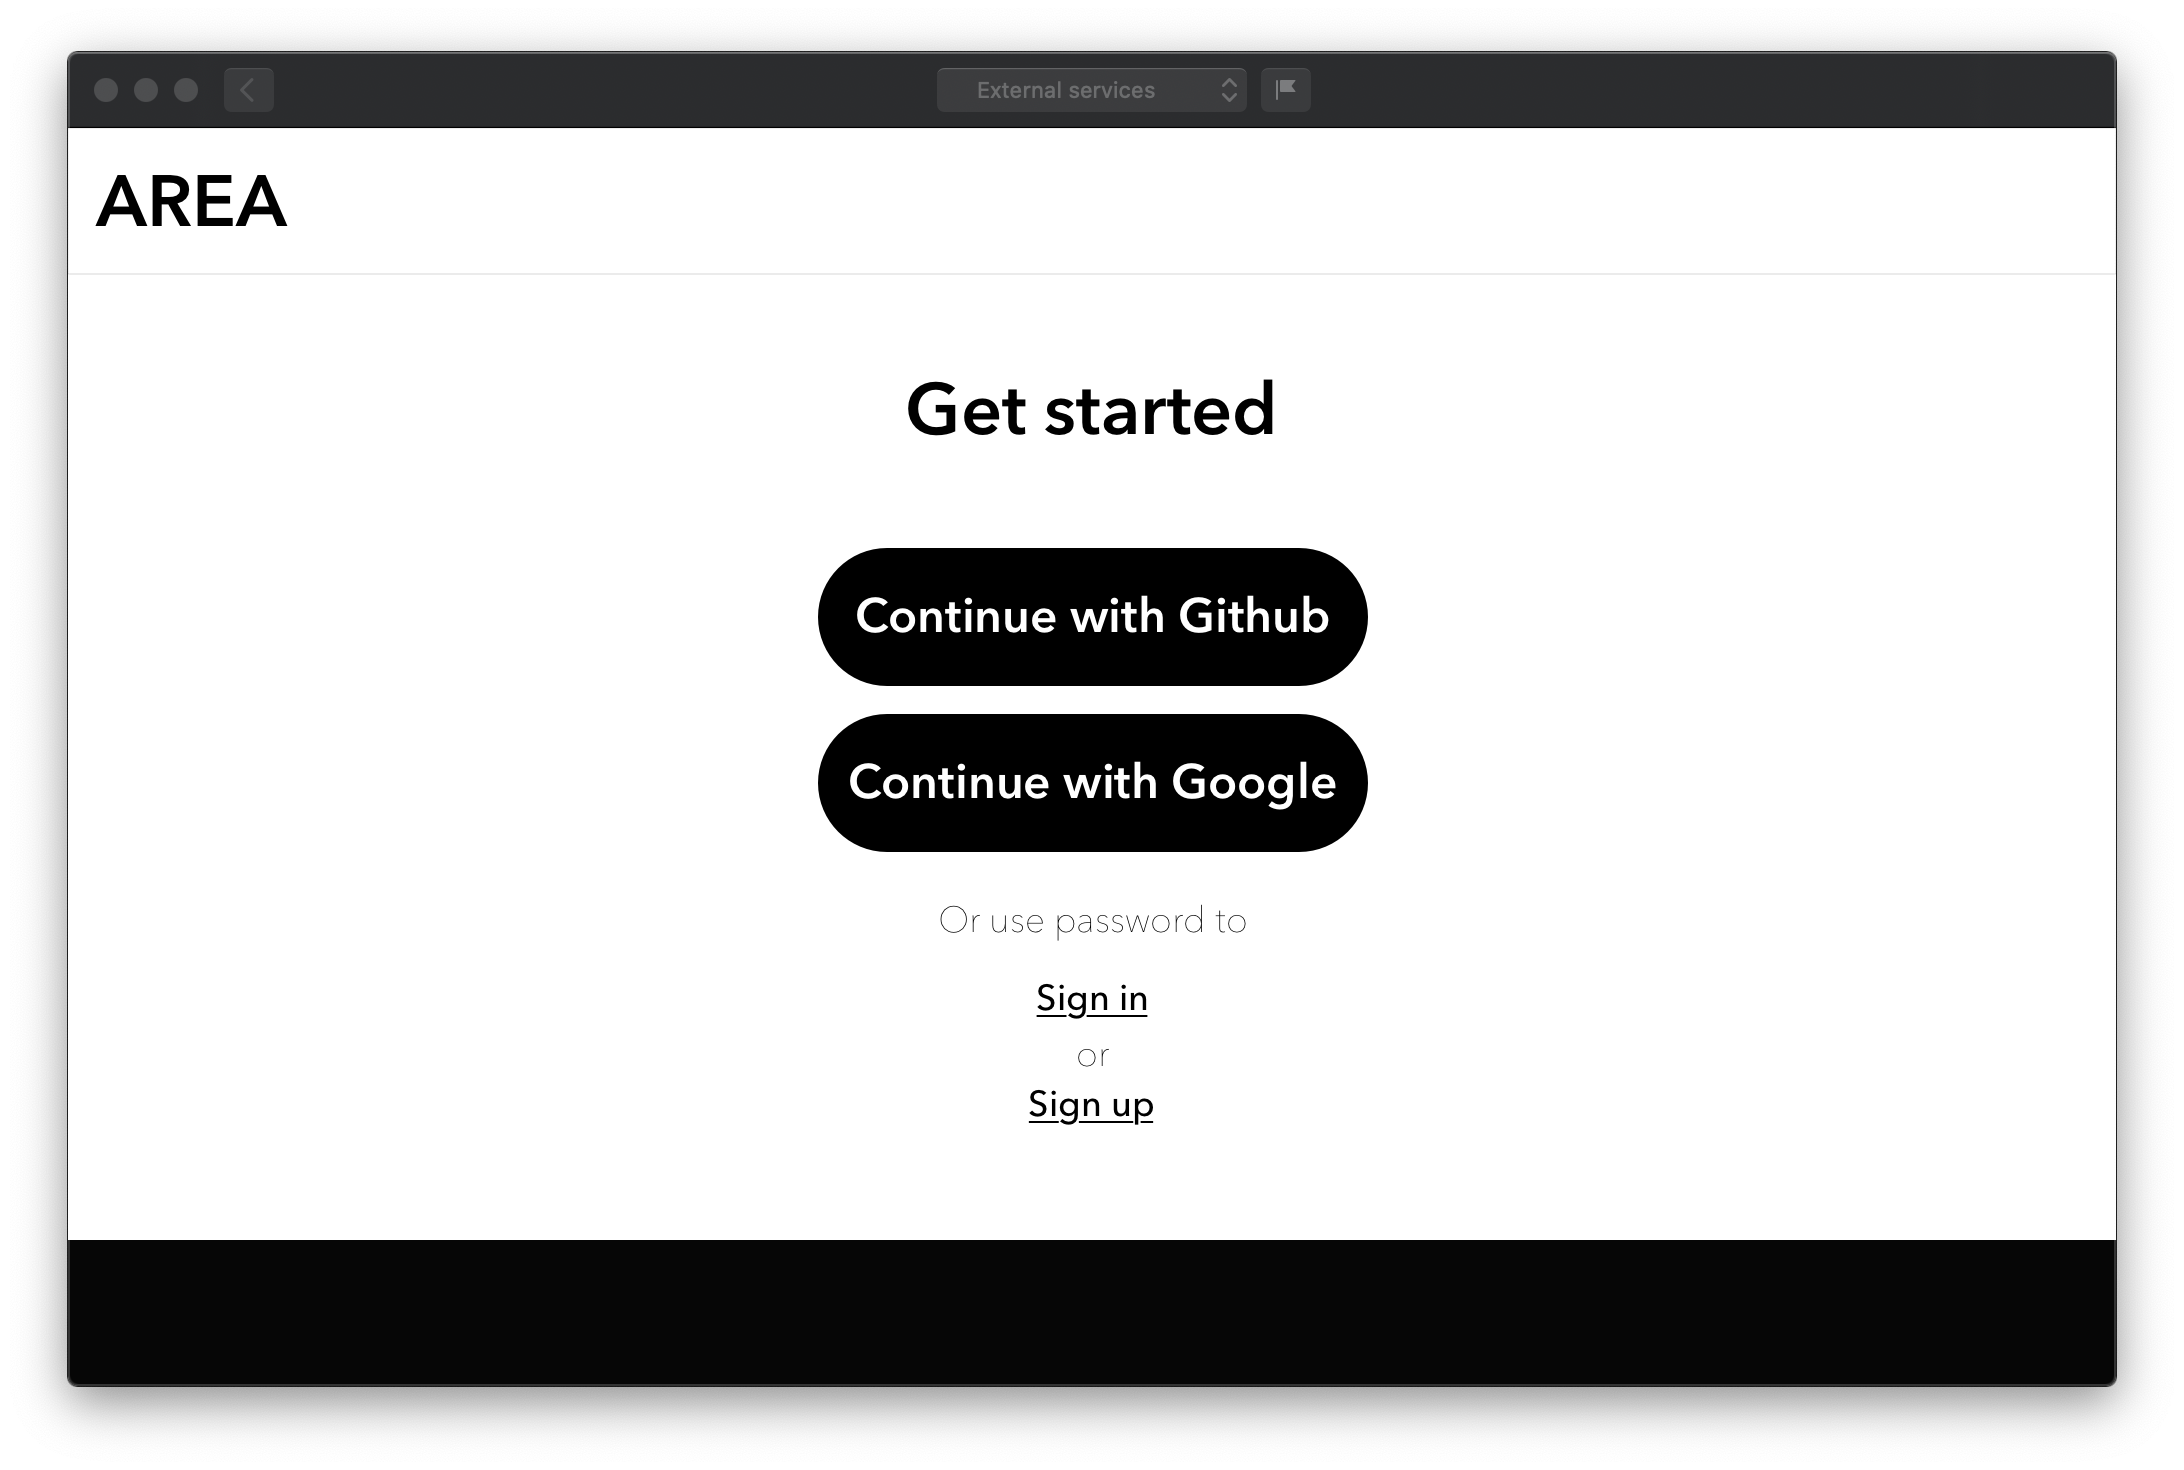 External services
AREA
Get started
Continue with Github
Continue with Google
Or use password to
Sign in
or
Sign up